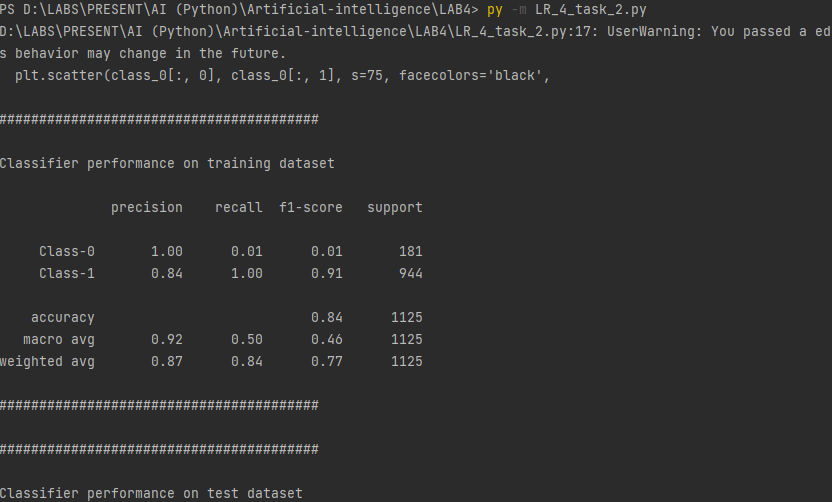 PS D:\LABS\PRESENT\AI (Python)\Artificial-intelligence\LAB4> py -m LR_4_task_2.py
D:\LABS\PRESENT\AI (Python)\Artificial-intelligence\LAB4\LR_4_task_2.py:17: UserWarning: You passed a ed
s behavior may change in the future.
  plt.scatter(class_0[:, 0], class_0[:, 1], s=75, facecolors='black',
########################################
Classifier performance on training dataset
              precision    recall  f1-score   support
     Class-0       1.00      0.01      0.01       181
     Class-1       0.84      1.00      0.91       944
    accuracy                           0.84      1125
   macro avg       0.92      0.50      0.46      1125
weighted avg       0.87      0.84      0.77      1125
########################################
########################################
Classifier performance on test dataset